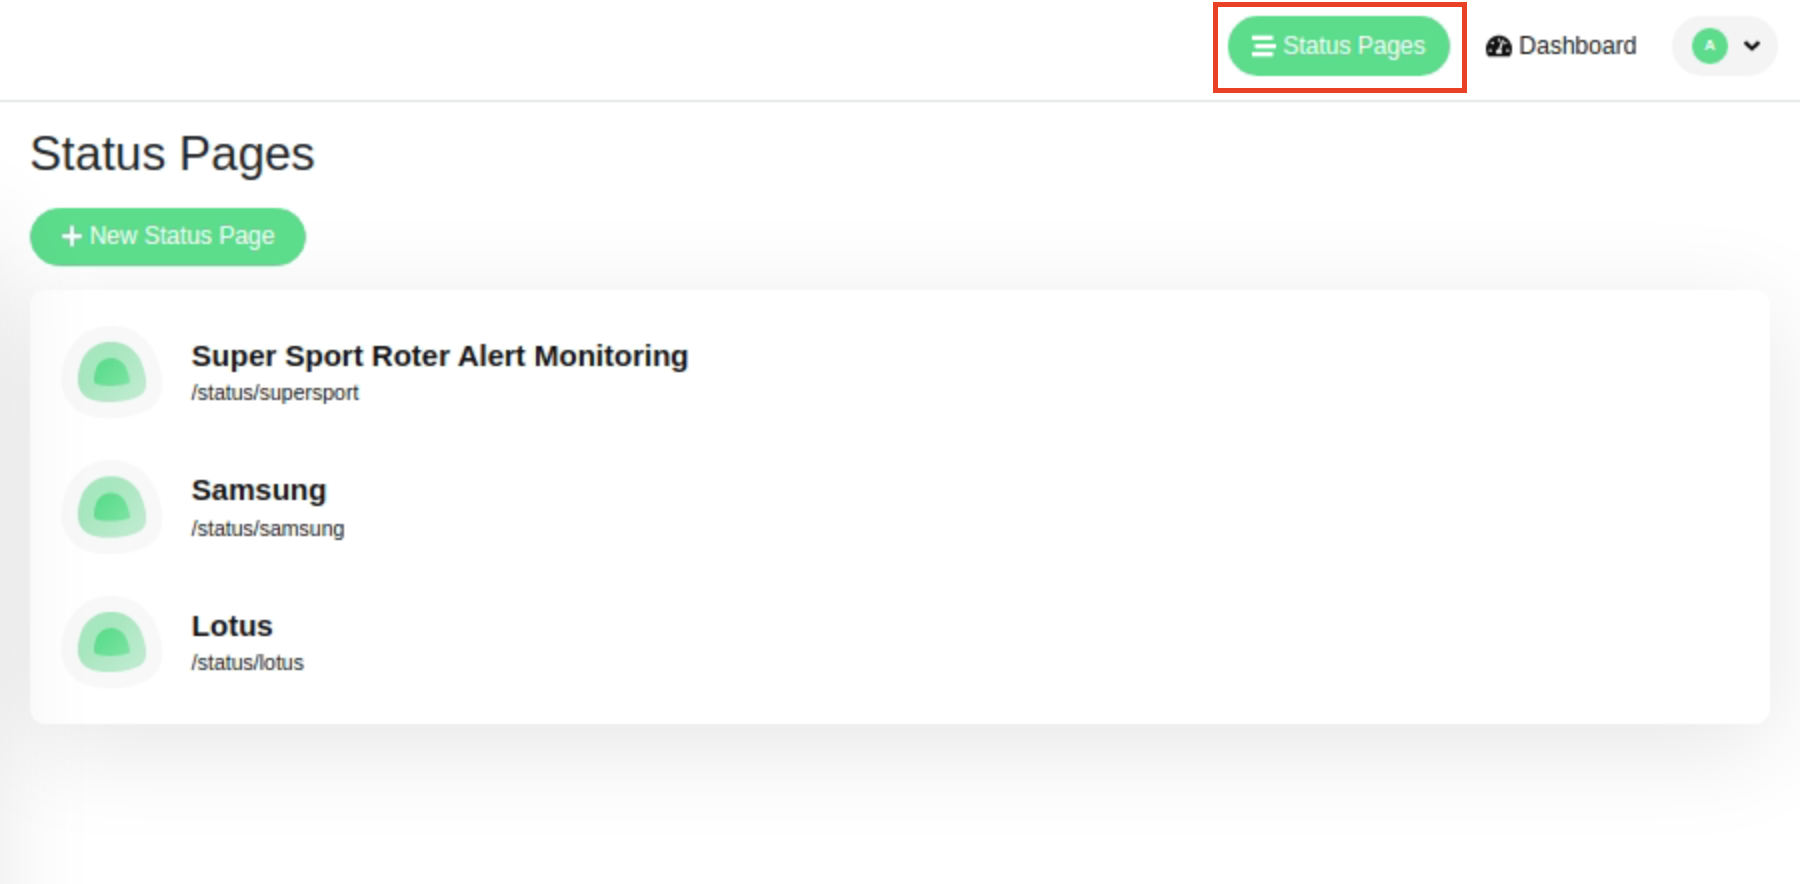 Status Pages
Dashboard
A
Status Pages
New Status Page
Super Sport Roter Alert Monitoring
/status/supersport
Samsung
/status/samsung
Lotus
/status/lotus